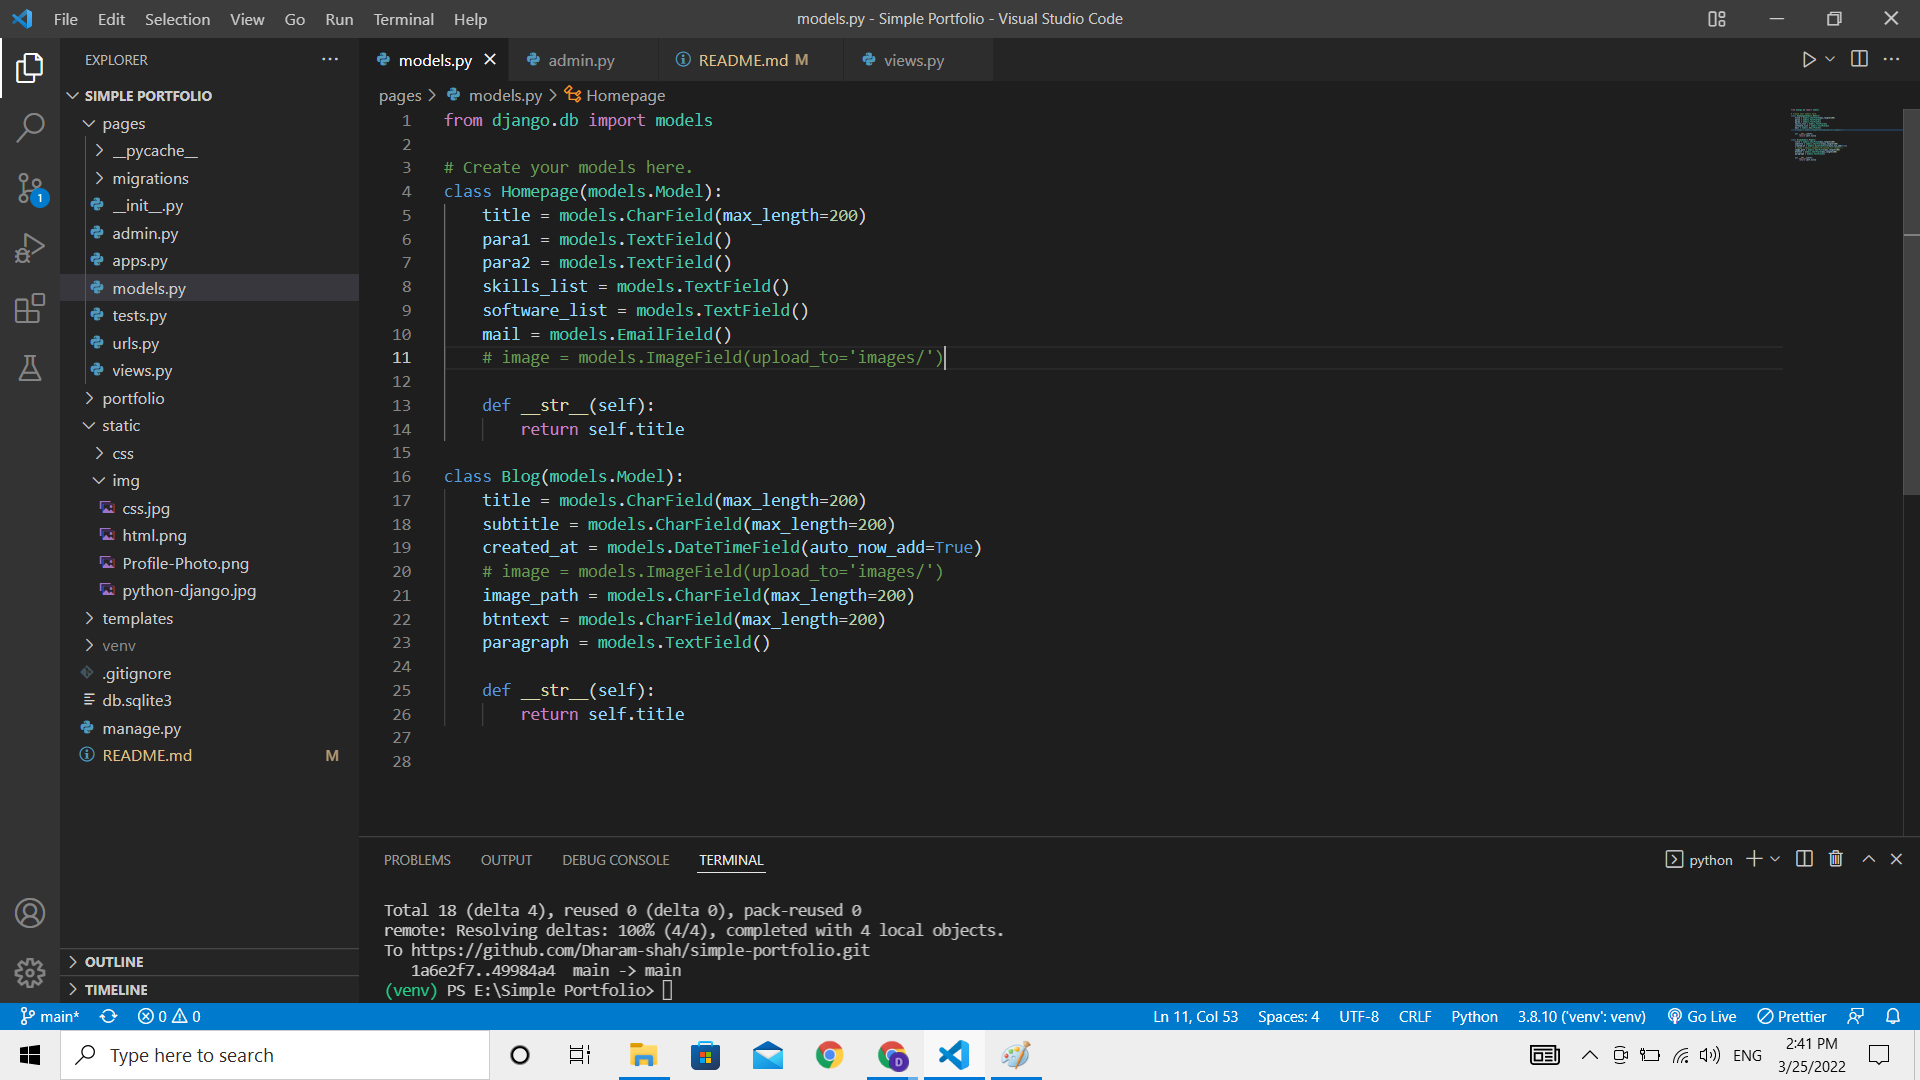 File Edit Selection View Go Run Terminal Help
models.py - Simple Portfolio - Visual Studio Code
EXPLORER
SIMPLE PORTFOLIO
pages
__pycache__
migrations
__init__.py
admin.py
apps.py
models.py
tests.py
urls.py
views.py
portfolio
static
css
img
css.jpg
html.png
Profile-Photo.png
python-django.jpg
templates
venv
.gitignore
db.sqlite3
manage.py
README.md M
OUTLINE
TIMELINE
1
models.py admin.py README.md M views.py
pages > models.py > Homepage
1 from django.db import models
2
3 # Create your models here.
4 class Homepage(models.Model):
5 title = models.CharField(max_length=200)
6 para1 = models.TextField()
7 para2 = models.TextField()
8 skills_list = models.TextField()
9 software_list = models.TextField()
10 mail = models.EmailField()
11 # image = models.ImageField(upload_to='images/')
12
13 def __str__(self):
14 return self.title
15
16 class Blog(models.Model):
17 title = models.CharField(max_length=200)
18 subtitle = models.CharField(max_length=200)
19 created_at = models.DateTimeField(auto_now_add=True)
20 # image = models.ImageField(upload_to='images/')
21 image_path = models.CharField(max_length=200)
22 btntext = models.CharField(max_length=200)
23 paragraph = models.TextField()
24
25 def __str__(self):
26 return self.title
27
28
PROBLEMS OUTPUT DEBUG CONSOLE TERMINAL
python
Total 18 (delta 4), reused 0 (delta 0), pack-reused 0
remote: Resolving deltas: 100% (4/4), completed with 4 local objects.
To https://github.com/Dharam-shah/simple-portfolio.git
1a6e2f7..49984a4 main -> main
(venv) PS E:\Simple Portfolio>
main* 0 0
Ln 11, Col 53 Spaces: 4 UTF-8 CRLF Python 3.8.10 ('venv': venv) Go Live Prettier
Type here to search
D
ENG
2:41 PM
3/25/2022